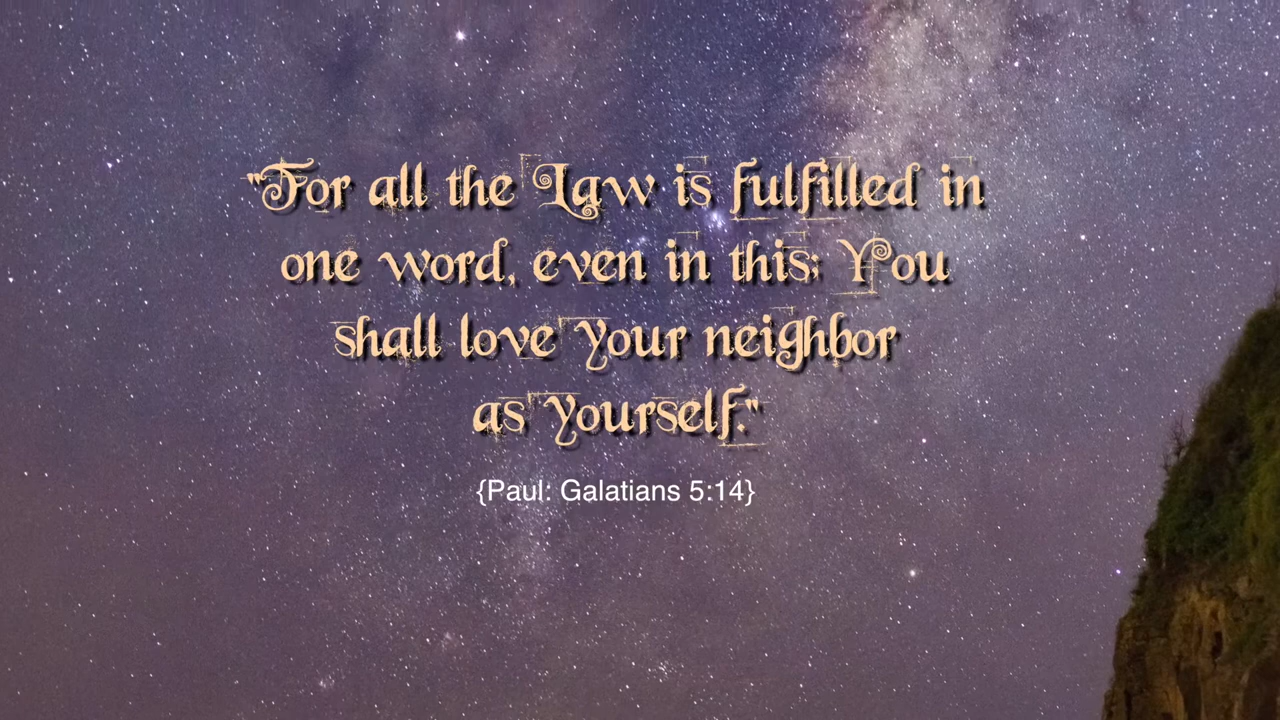 "For all the Law is fulfilled in
one word, even in this: You
shall love your neighbor
as yourself."
{Paul: Galatians 5:14}